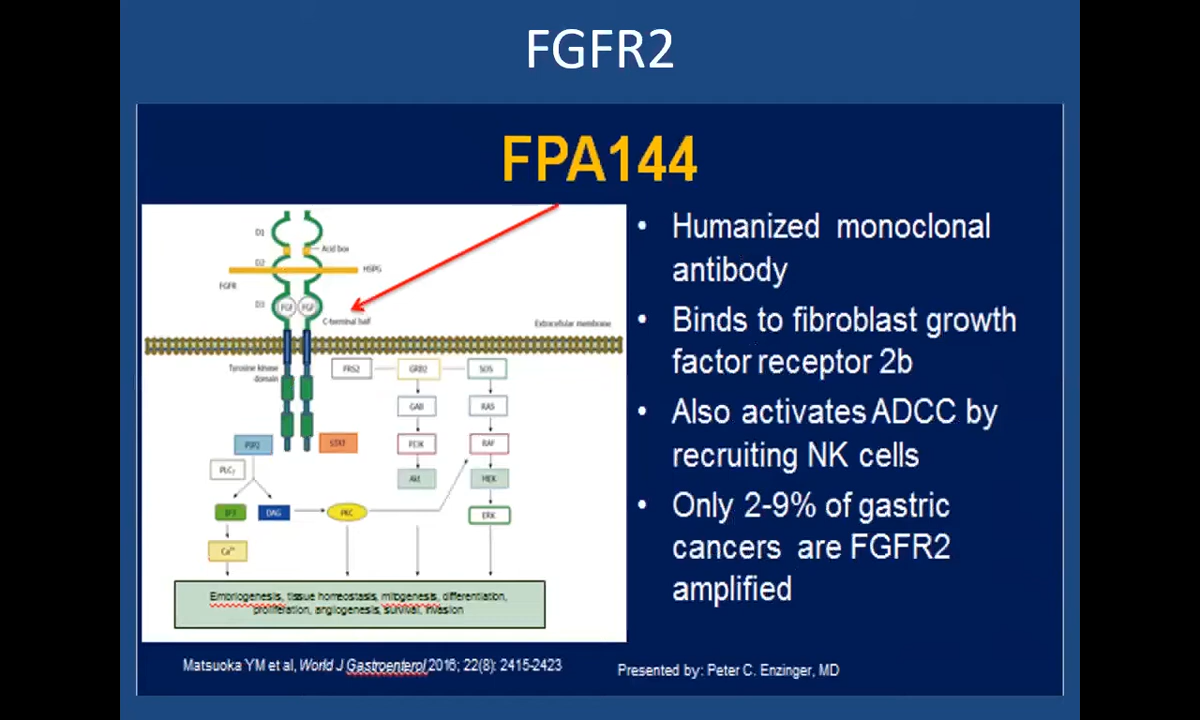 FGFR2
FPA144
D1
Acid box
D2
HSPG
FGFR
D3
FGF
FGF
C-terminal half
Extracellular membrane
Tyrosine kinase
domain
FRS2
GRB2
SOS
GAB
RAS
PIP2
STAT
PI3K
RAF
PLCγ
Akt
MEK
IP3
DAG
PKC
ERK
Ca²⁺
Embriogenesis, tissue homeostasis, mitogenesis, differentiation,
proliferation, angiogenesis, survival, invasion
• Humanized monoclonal
antibody
• Binds to fibroblast growth
factor receptor 2b
• Also activates ADCC by
recruiting NK cells
• Only 2-9% of gastric
cancers are FGFR2
amplified
Matsuoka YM et al, World J Gastroenterol 2016; 22(8): 2415-2423
Presented by: Peter C. Enzinger, MD